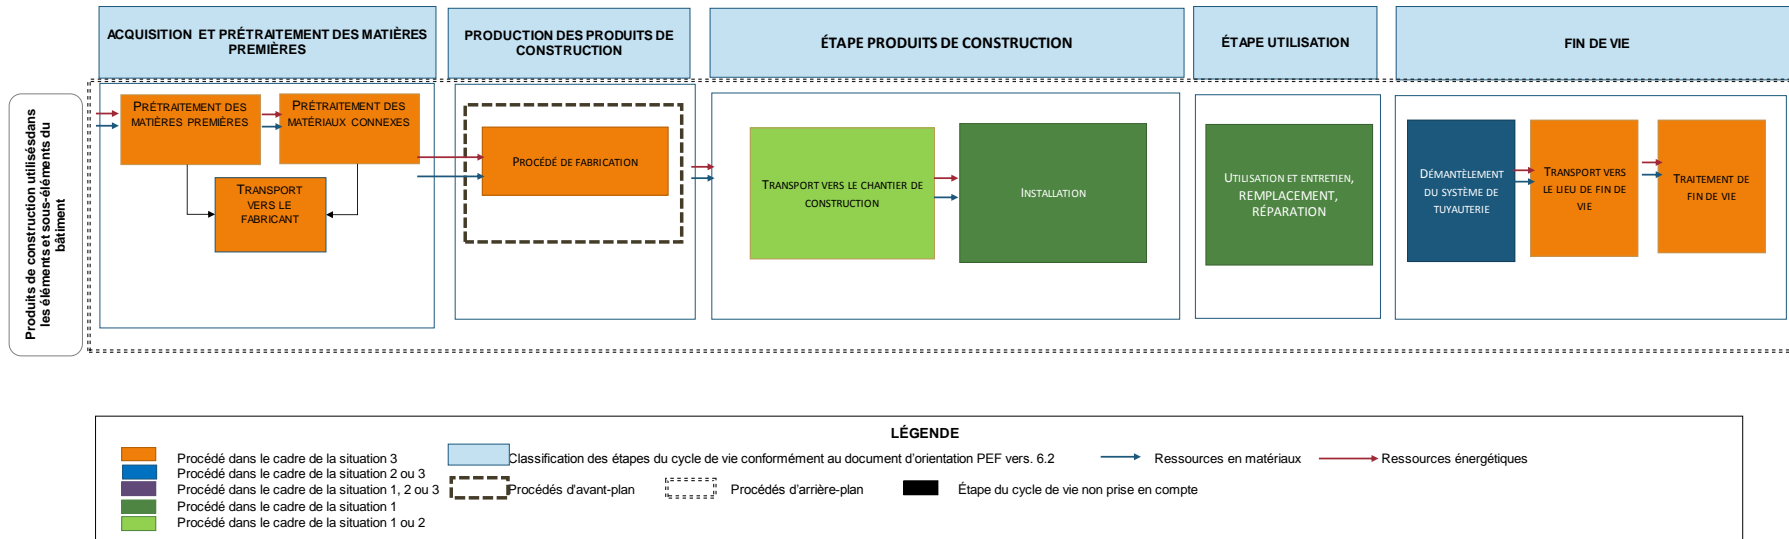 ACQUISITION ET PRÉTRAITEMENT DES MATIÈRES
PREMIÈRES
PRODUCTION DES PRODUITS DE
CONSTRUCTION
ÉTAPE PRODUITS DE CONSTRUCTION
ÉTAPE UTILISATION
FIN DE VIE
Produits de construction utilisésdans
les éléments et sous-éléments du
bâtiment
PRÉTRAITEMENT DES
MATIÈRES PREMIÈRES
PRÉTRAITEMENT DES
MATÉRIAUX CONNEXES
TRANSPORT
VERS LE
FABRICANT
PROCÉDÉ DE FABRICATION
TRANSPORT VERS LE CHANTIER DE
CONSTRUCTION
INSTALLATION
UTILISATION ET ENTRETIEN,
REMPLACEMENT,
RÉPARATION
DÉMANTÈLEMENT
DU SYSTÈME DE
TUYAUTERIE
TRANSPORT VERS
LE LIEU DE FIN DE
VIE
TRAITEMENT DE
FIN DE VIE
LÉGENDE
Procédé dans le cadre de la situation 3
Procédé dans le cadre de la situation 2 ou 3
Procédé dans le cadre de la situation 1, 2 ou 3
Procédé dans le cadre de la situation 1
Procédé dans le cadre de la situation 1 ou 2
Classification des étapes du cycle de vie conformément au document d'orientation PEF vers. 6.2
Ressources en matériaux
Ressources énergétiques
Procédés d'avant-plan
Procédés d'arrière-plan
Étape du cycle de vie non prise en compte